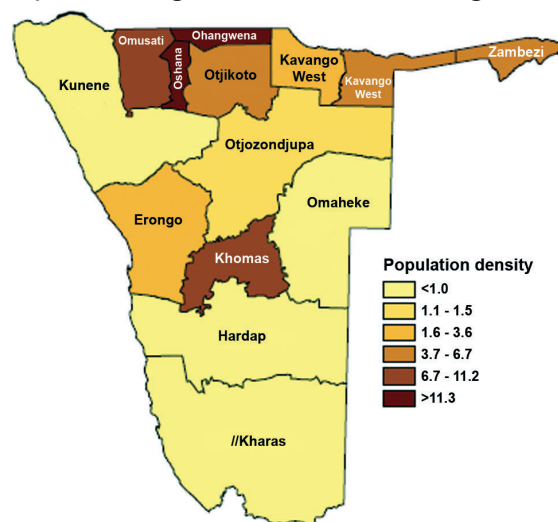 Ohangwena
Omusati
Oshana
Kunene
Otjikoto
Kavango
West
Kavango
West
Zambezi
Otjozondjupa
Omaheke
Erongo
Khomas
Hardap
//Kharas
Population density
<1.0
1.1 - 1.5
1.6 - 3.6
3.7 - 6.7
6.7 - 11.2
>11.3